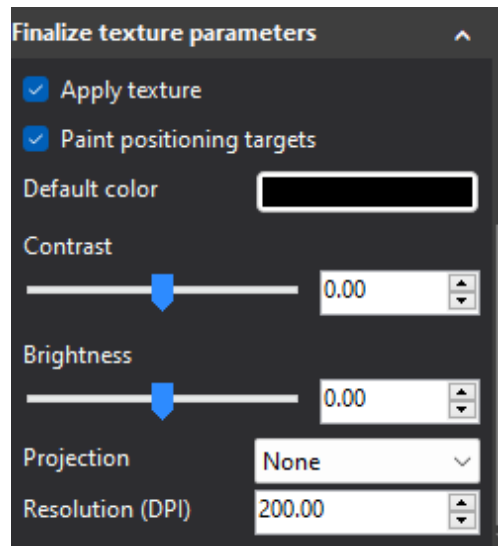 Finalize texture parameters
Apply texture
Paint positioning targets
Default color
Contrast
0.00
Brightness
0.00
Projection None
Resolution (DPI) 200.00